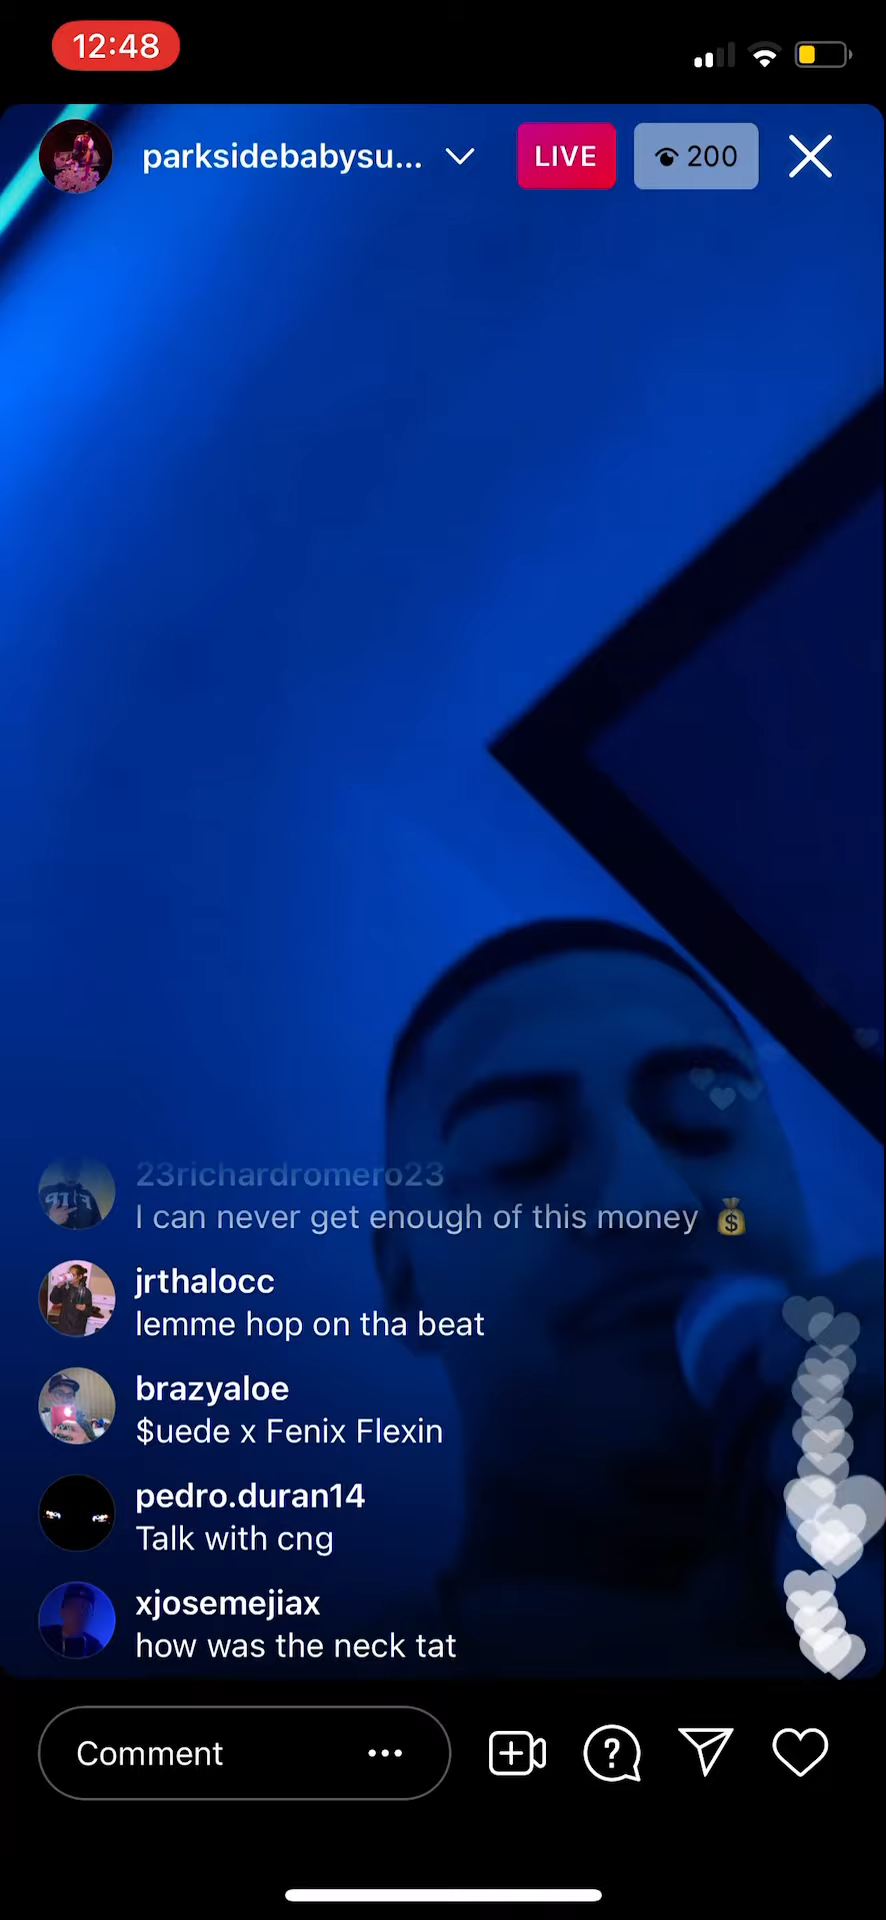 12:48
parksidebabysu...
LIVE
200
23richardromero23
I can never get enough of this money 💰
jrthalocc
lemme hop on tha beat
brazyaloe
$uede x Fenix Flexin
pedro.duran14
Talk with cng
xjosemejiax
how was the neck tat
Comment